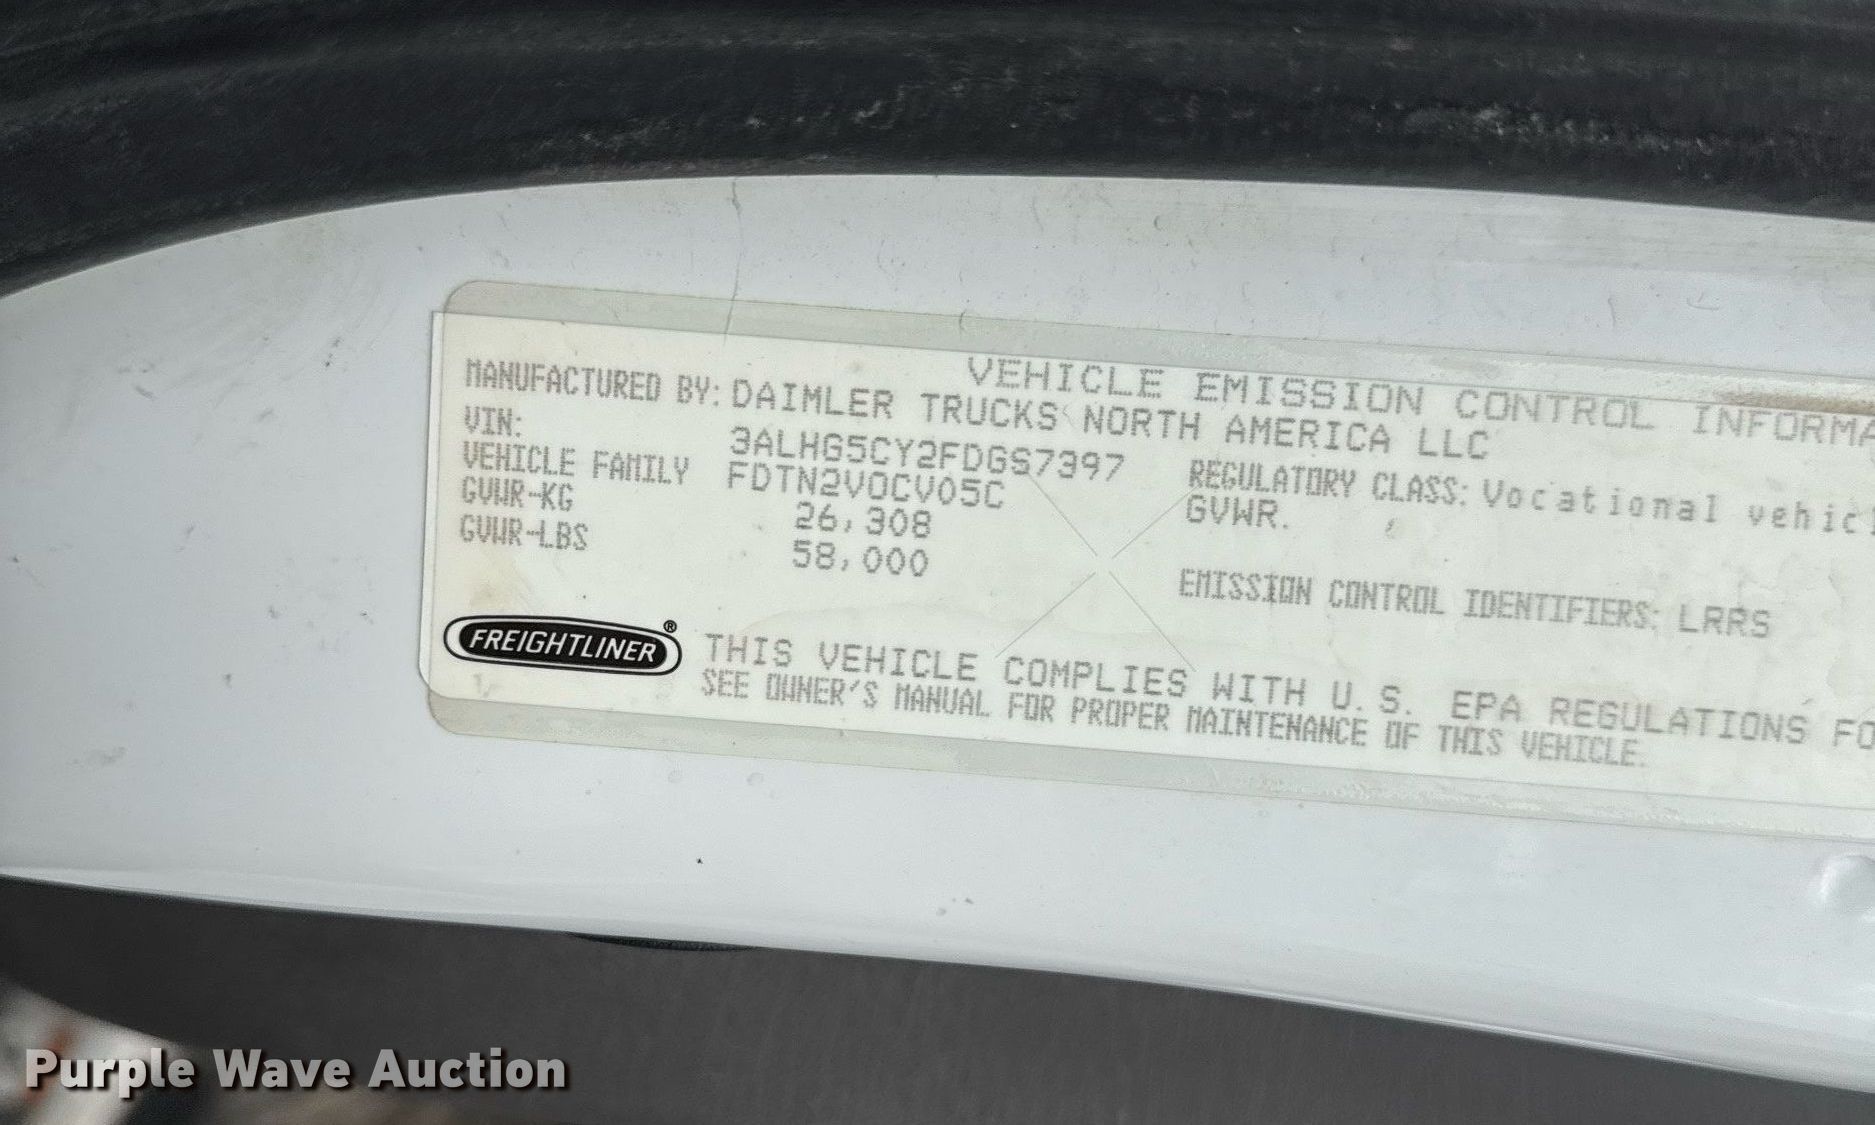 VEHICLE EMISSION CONTROL INFORMA
MANUFACTURED BY: DAIMLER TRUCKS NORTH AMERICA LLC
VIN: 3ALHG5CY2FDGS7397
VEHICLE FAMILY FDTN2VOCV05C REGULATORY CLASS: Vocational vehic
GVWR-KG 26,308 GVWR.
GVWR-LBS 58,000
EMISSION CONTROL IDENTIFIERS: LRRS
FREIGHTLINER®
THIS VEHICLE COMPLIES WITH U.S. EPA REGULATIONS FO
SEE OWNER'S MANUAL FOR PROPER MAINTENANCE OF THIS VEHICLE.
Purple Wave Auction